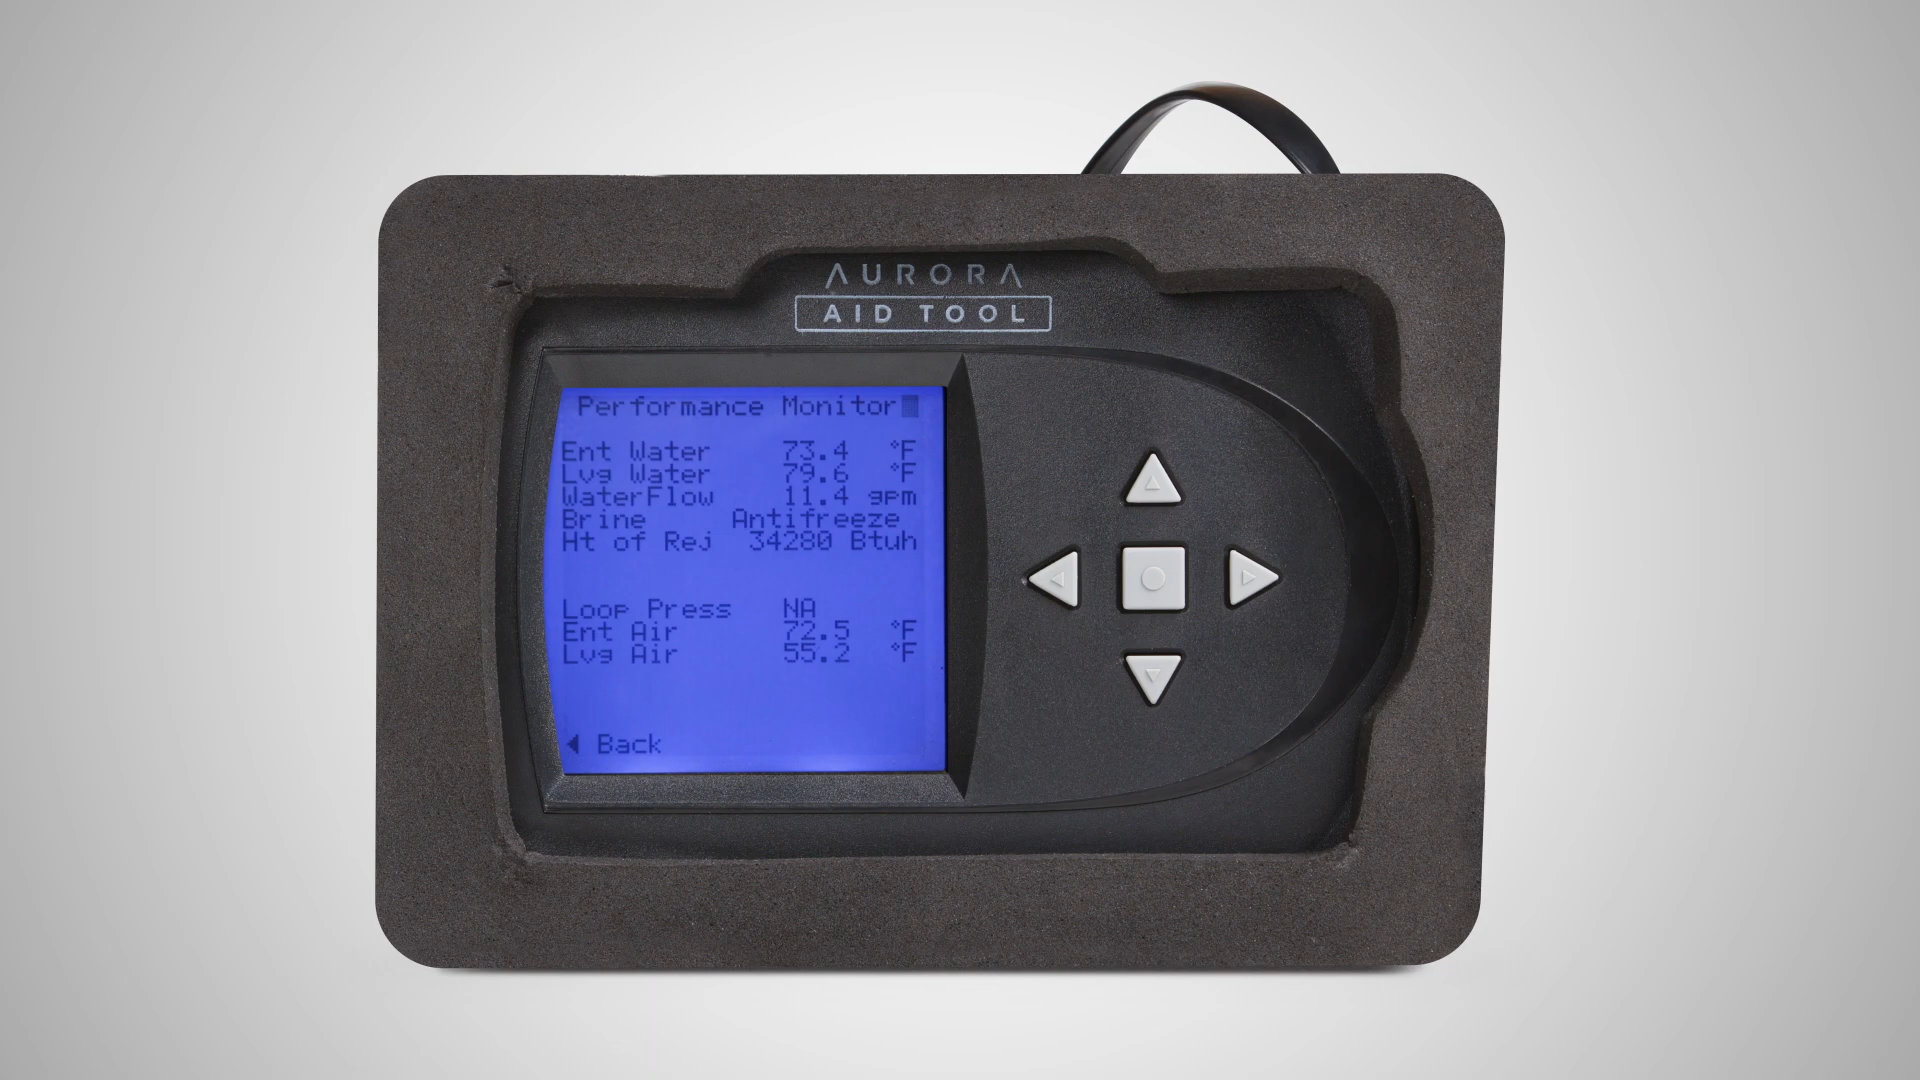 AURORA
AID TOOL
Performance Monitor
Ent Water 73.4 °F
Lvg Water 79.6 °F
WaterFlow 11.4 gpm
Brine Antifreeze
Ht of Rej 34280 Btuh
Loop Press NA
Ent Air 72.5 °F
Lvg Air 55.2 °F
Back